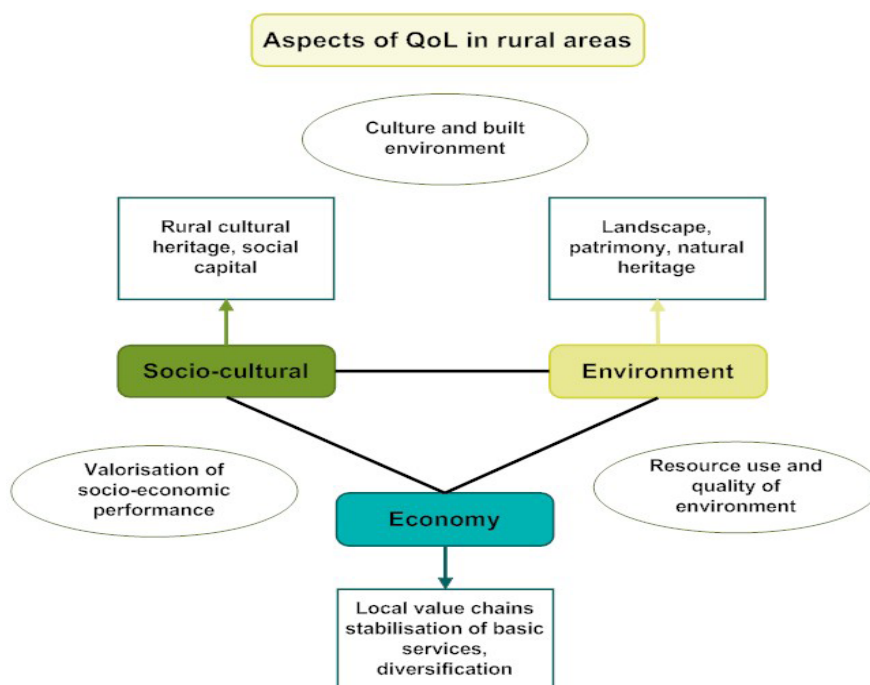 Aspects of QoL in rural areas
Culture and built
environment
Rural cultural
heritage, social
capital
Landscape,
patrimony, natural
heritage
Socio-cultural
Environment
Valorisation of
socio-economic
performance
Resource use and
quality of
environment
Economy
Local value chains
stabilisation of basic
services,
diversification